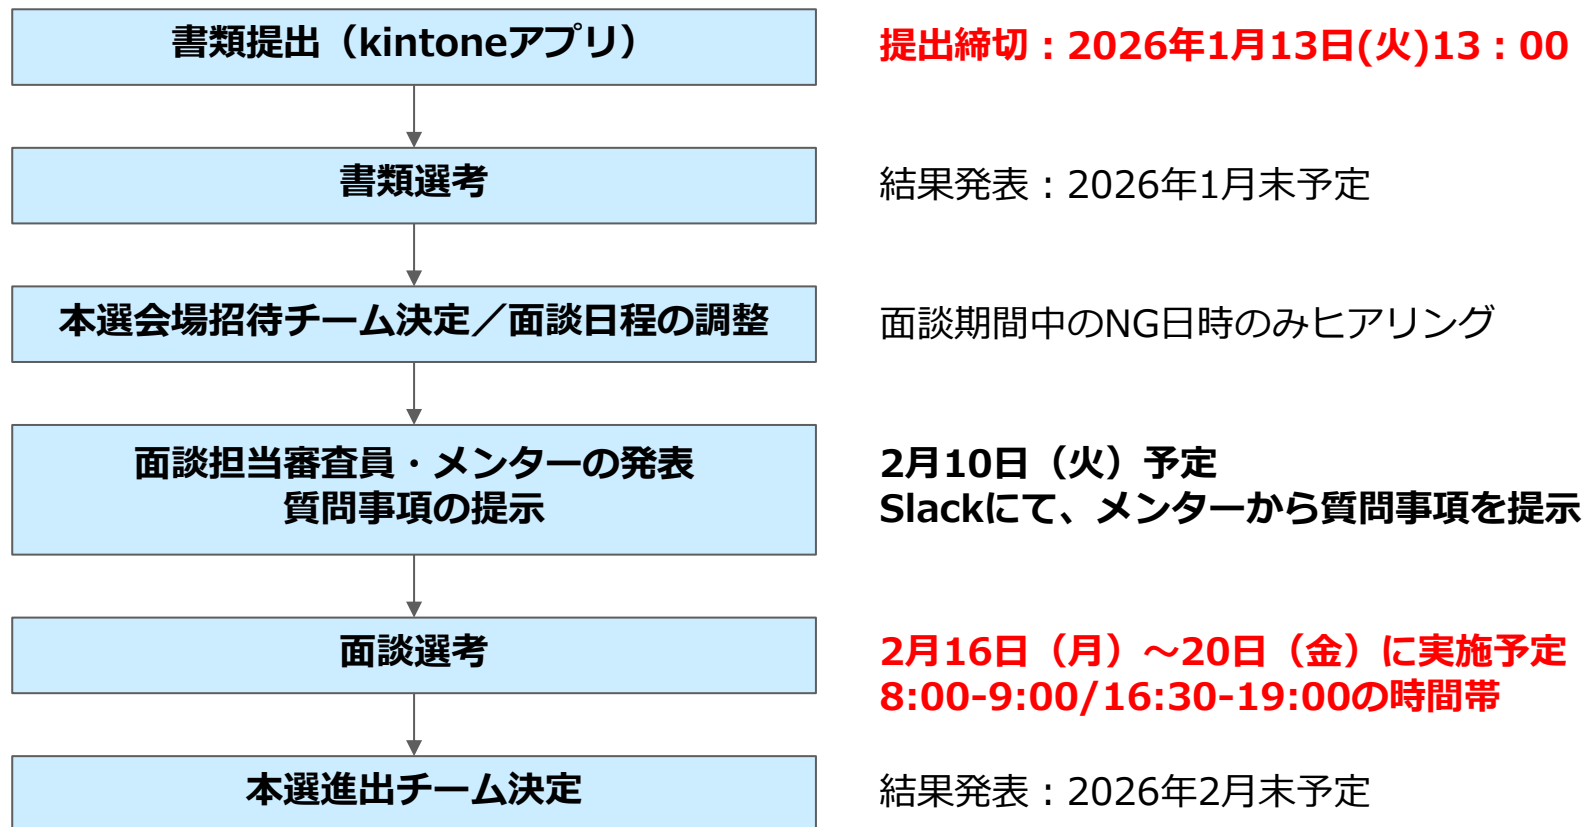 書類提出（kintoneアプリ）
提出締切：2026年1月13日(火)13：00
書類選考
結果発表：2026年1月末予定
本選会場招待チーム決定／面談日程の調整
面談期間中のNG日時のみヒアリング
面談担当審査員・メンターの発表
質問事項の提示
2月10日（火）予定
Slackにて、メンターから質問事項を提示
面談選考
2月16日（月）～20日（金）に実施予定
8:00-9:00/16:30-19:00の時間帯
本選進出チーム決定
結果発表：2026年2月末予定